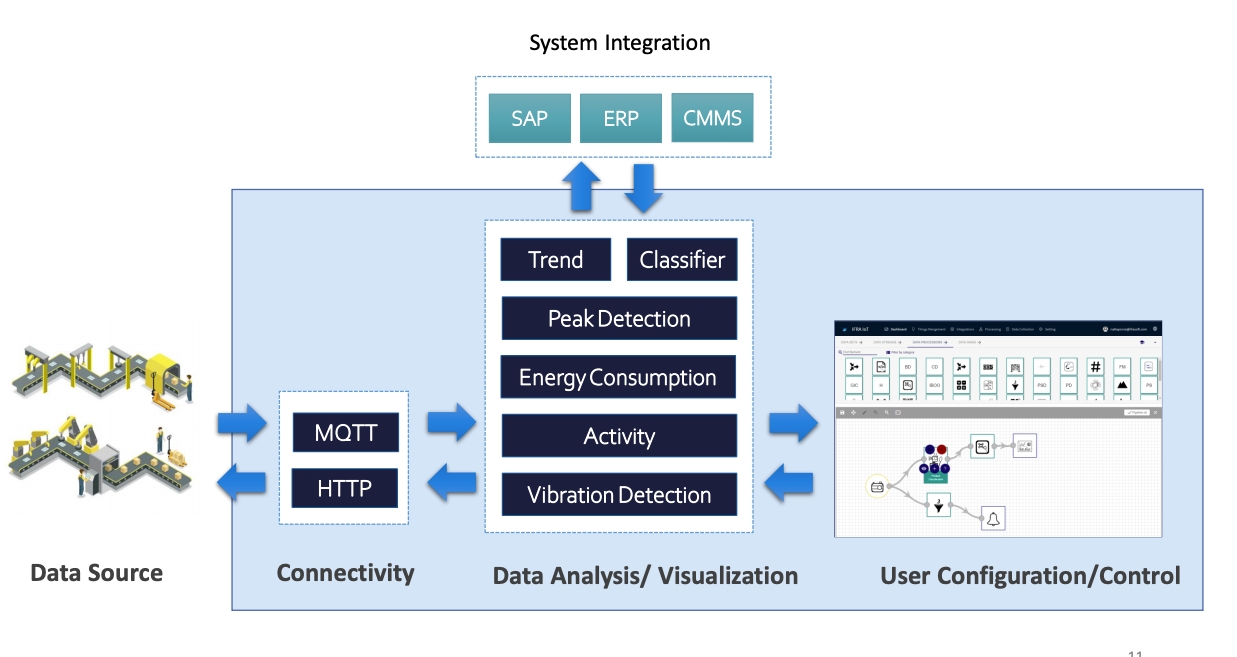 System Integration
SAP
ERP
CMMS
Trend
Classifier
Peak Detection
Energy Consumption
Activity
Vibration Detection
MQTT
HTTP
Dashboard
Data Source
Connectivity
Data Analysis/ Visualization
User Configuration/Control
11